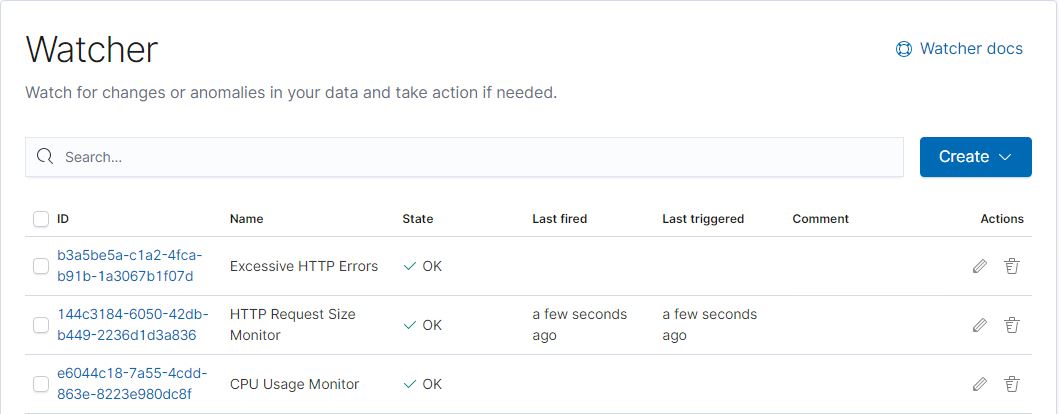 Watcher
Watcher docs
Watch for changes or anomalies in your data and take action if needed.
Search...
Create
ID Name State Last fired Last triggered Comment Actions
b3a5be5a-c1a2-4fca-
b91b-1a3067b1f07d
Excessive HTTP Errors
OK
144c3184-6050-42db-
b449-2236d1d3a836
HTTP Request Size
Monitor
OK
a few seconds
ago
a few seconds
ago
e6044c18-7a55-4cdd-
863e-8223e980dc8f
CPU Usage Monitor
OK